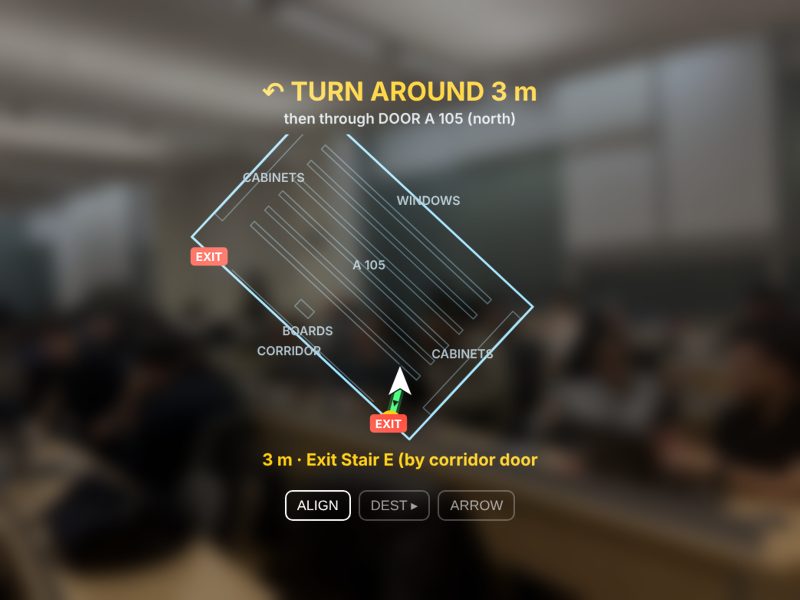 ↶ TURN AROUND 3 m
then through DOOR A 105 (north)
CABINETS
WINDOWS
EXIT
A 105
BOARDS
CORRIDOR
CABINETS
EXIT
3 m · Exit Stair E (by corridor door
ALIGN
DEST ▸
ARROW